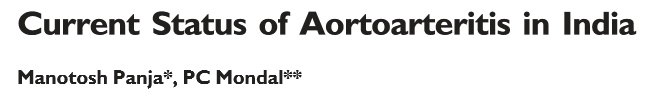 Current Status of Aortoarteritis in India
Manotosh Panja*, PC Mondal**